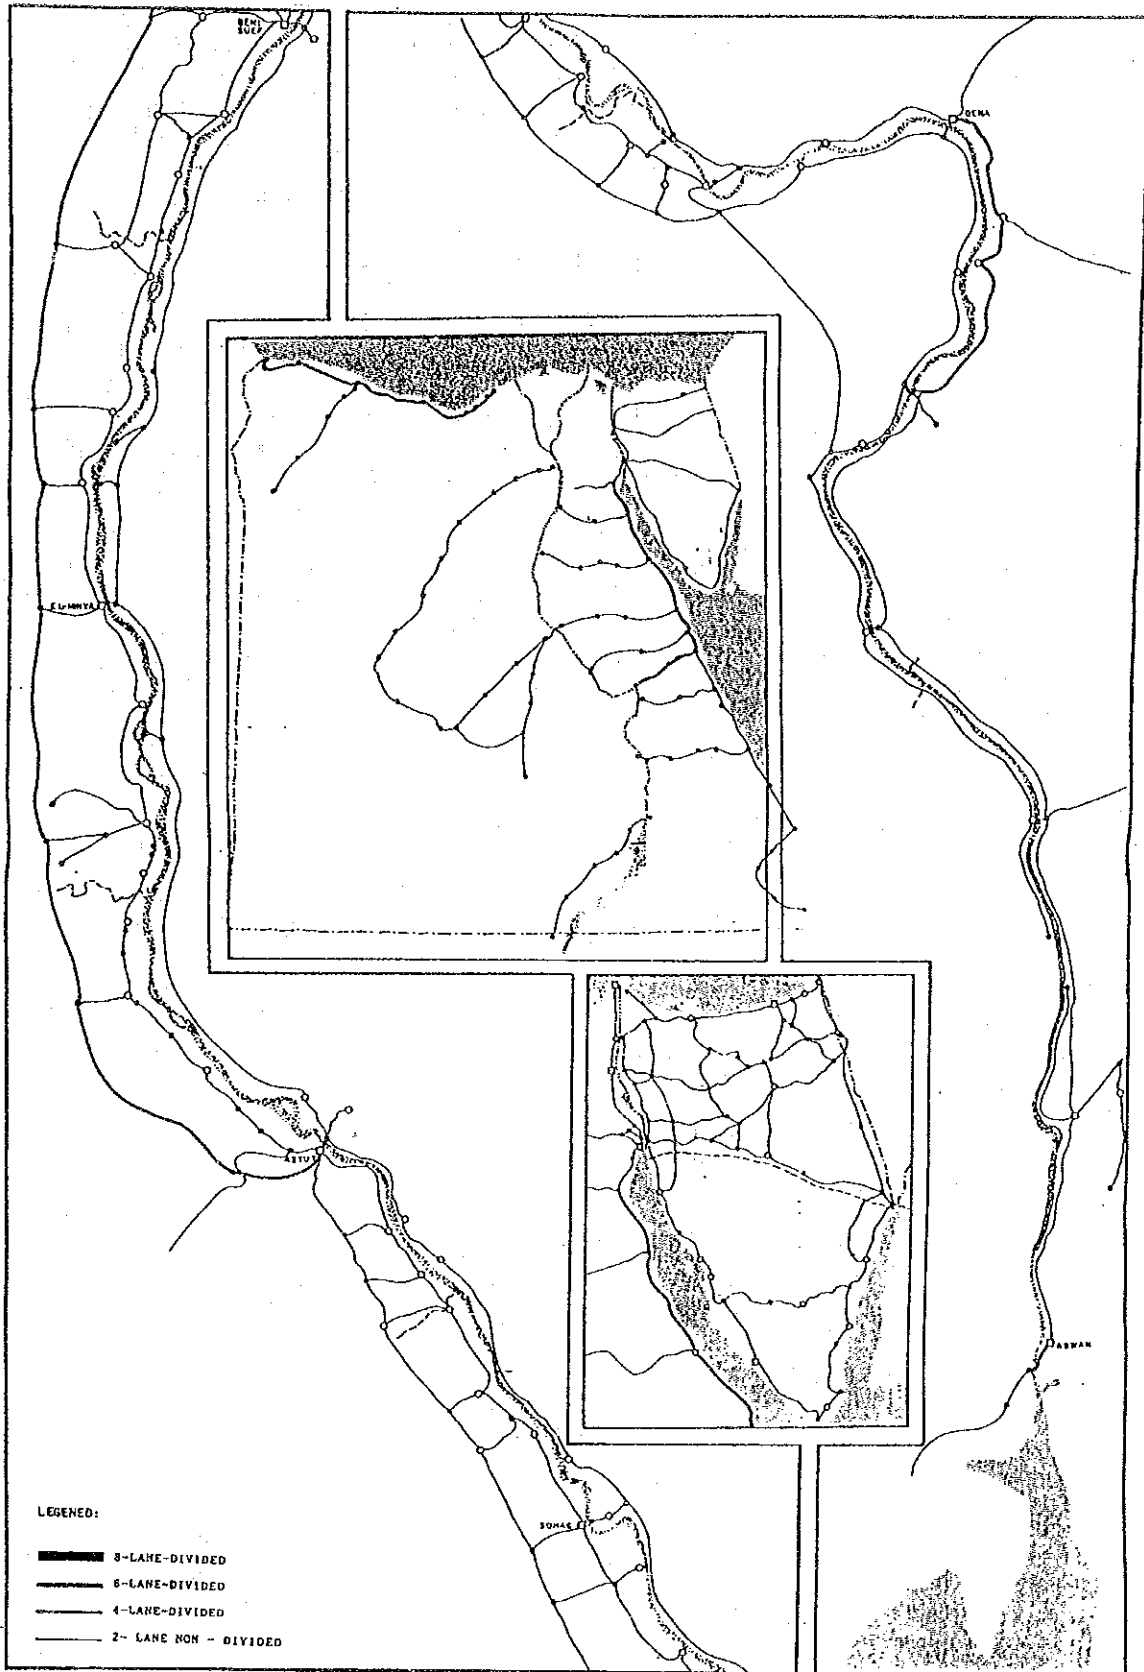 BENI
SUEF
QENA
EL-MINYA
ASYUT
ASWAN
SOHAG
LEGENED:
8-LANE-DIVIDED
6-LANE-DIVIDED
4-LANE-DIVIDED
2- LANE NON - DIVIDED